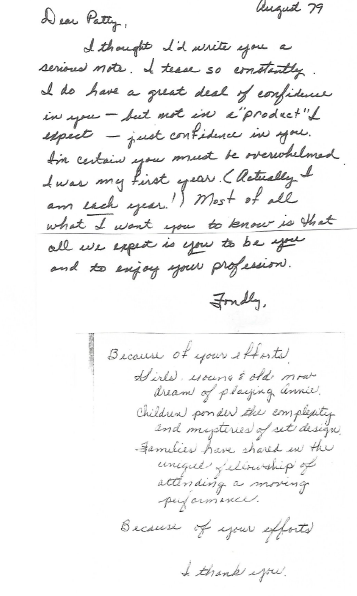 August 79
Dear Patty,
I thought I'd write you a
serious note. I tease so constantly.
I do have a great deal of confidence
in you — but not in a "product" I
expect — just confidence in you.
I'm certain you must be overwhelmed
I was my first year. (Actually I
am each year!) Most of all
what I want you to know is that
all we expect is you to be you
and to enjoy your profession.
Fondly,
Because of your efforts
Girls young & old now
dream of playing Annie.
Children ponder the complexity
and mysteries of set design.
Families have shared in the
unique fellowship of
attending a moving
performance.
Because of your efforts
I thank you.